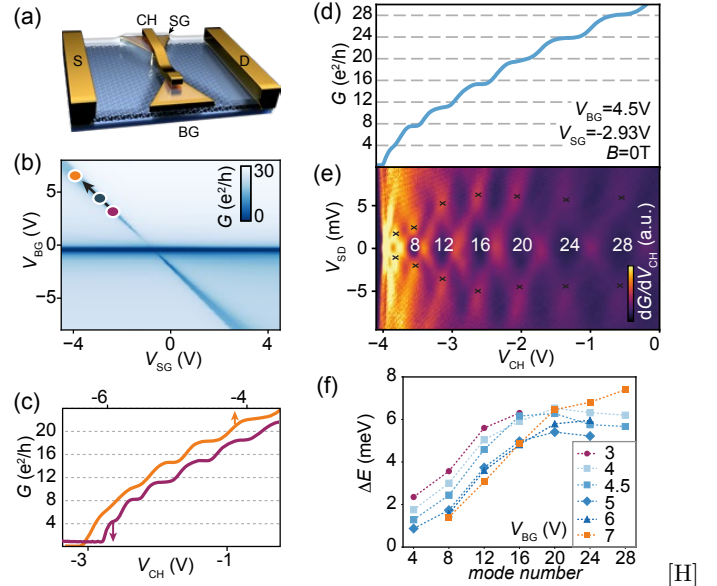 (a)
CH
SG
S
D
BG
(b)
G (e²/h)
30
0
5
0
−5
V_BG (V)
−4
0
4
V_SG (V)
(c)
−6
−4
20
16
12
8
4
G (e²/h)
−3
−1
V_CH (V)
(d)
28
24
20
16
12
8
4
G (e²/h)
V_BG=4.5V
V_SG=-2.93V
B=0T
(e)
5
0
−5
V_SD (mV)
8 12 16 20 24 28
dG/dV_CH (a.u.)
−4
−3
−2
−1
0
V_CH (V)
(f)
8
6
4
2
0
ΔE (meV)
3
4
4.5
5
6
7
V_BG (V)
4 8 12 16 20 24 28
mode number
[H]